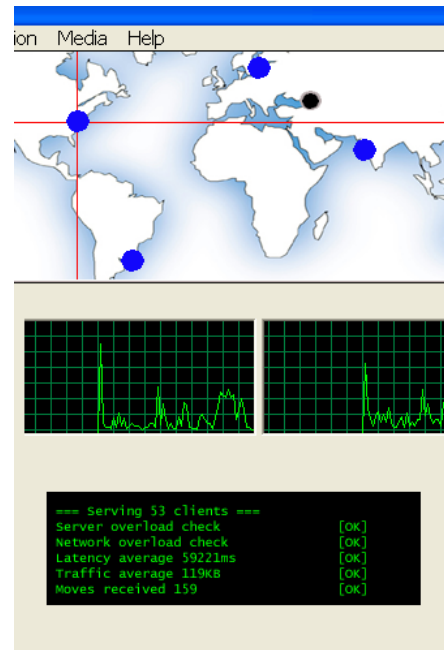 ion Media Help
=== Serving 53 clients ===
Server overload check [OK]
Network overload check [OK]
Latency average 59221ms [OK]
Traffic average 119KB [OK]
Moves received 159 [OK]